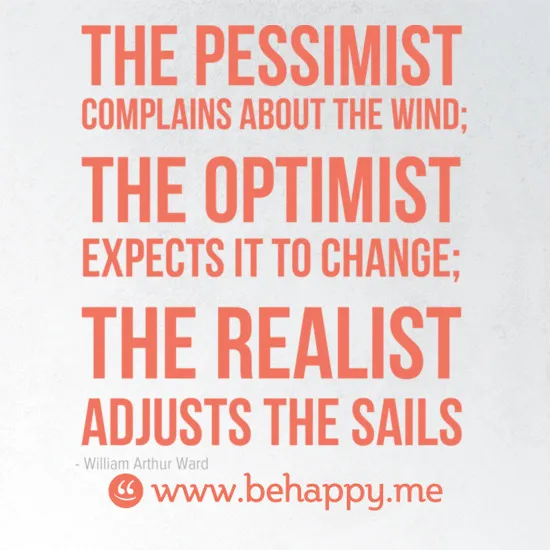 THE PESSIMIST
COMPLAINS ABOUT THE WIND;
THE OPTIMIST
EXPECTS IT TO CHANGE;
THE REALIST
ADJUSTS THE SAILS
- William Arthur Ward
www.behappy.me